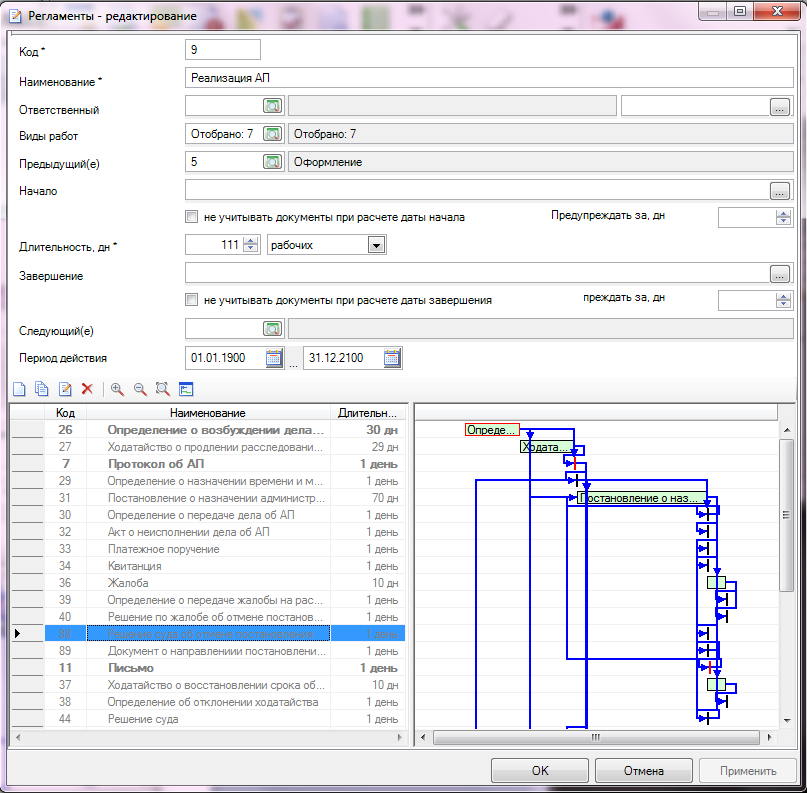 Регламенты - редактирование
Код * 9
Наименование * Реализация АП
Ответственный ...
Виды работ Отобрано: 7 Отобрано: 7
Предыдущий(е) 5 Оформление
Начало ...
не учитывать документы при расчете даты начала Предупреждать за, дн
Длительность, дн * 111 рабочих
Завершение ...
не учитывать документы при расчете даты завершения преждать за, дн
Следующий(е)
Период действия 01.01.1900 ... 31.12.2100
Код Наименование Длительн...
26 Определение о возбуждении дела... 30 дн Опреде...
27 Ходатайство о продлении расследовани... 29 дн Ходата...
7 Протокол об АП 1 день
29 Определение о назначении времени и м... 1 день
31 Постановление о назначении администр... 70 дн Постановление о наз...
30 Определение о передаче дела об АП 1 день
32 Акт о неисполнении дела об АП 1 день
33 Платежное поручение 1 день
34 Квитанция 1 день
36 Жалоба 10 дн
39 Определение о передаче жалобы на рас... 1 день
40 Решение по жалобе об отмене постанов... 1 день
Решение суда об отмене постановления 1 день
89 Документ о направлениии постановлени... 1 день
11 Письмо 1 день
37 Ходатайство о восстановлении срока об... 10 дн
38 Определение об отклонении ходатайства 1 день
44 Решение суда 1 день
OK Отмена Применить